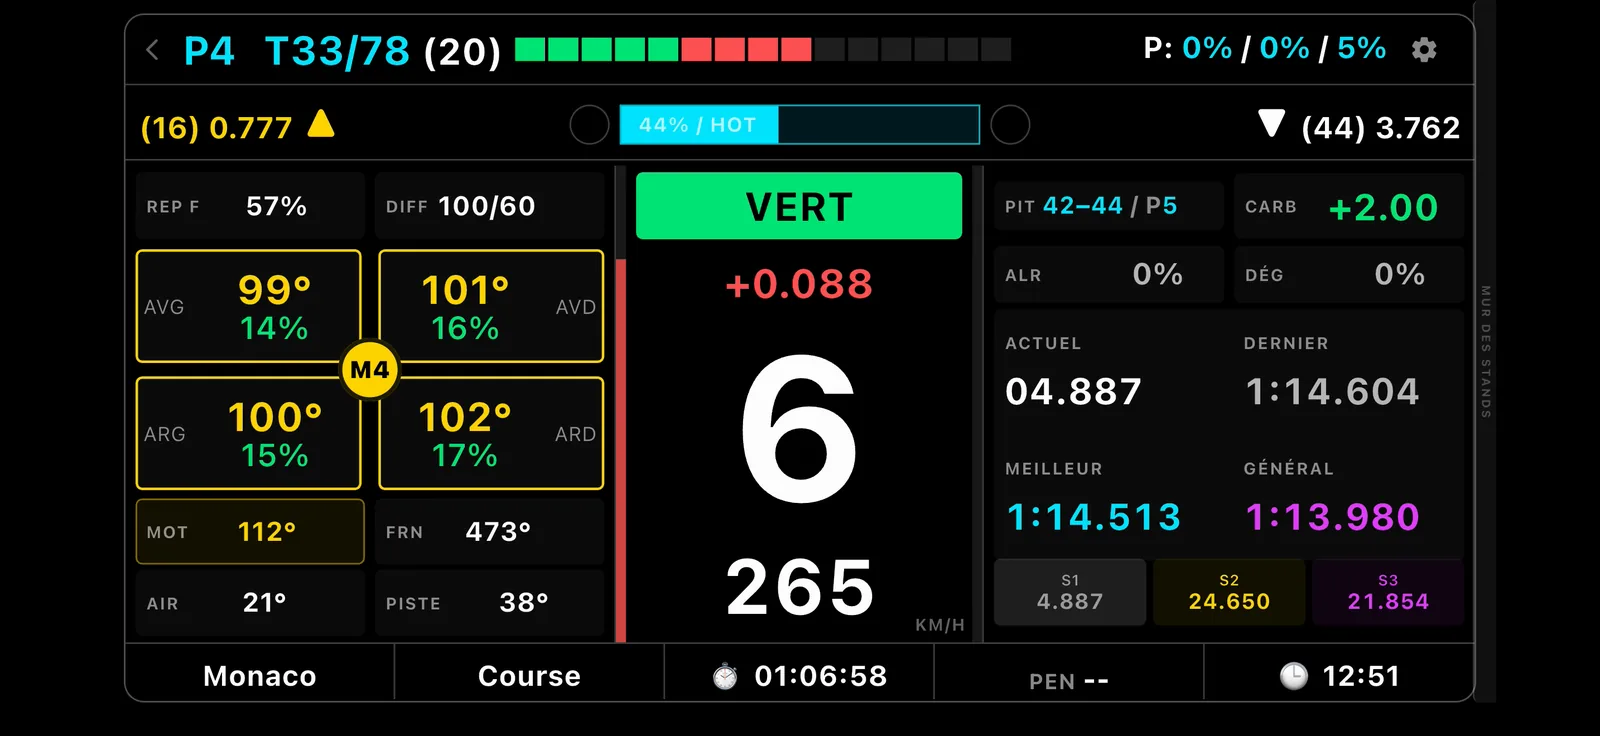 P4 T33/78 (20) P: 0% / 0% / 5%
(16) 0.777 44% / HOT (44) 3.762
REP F 57% DIFF 100/60
AVG 99° 14%
AVD 101° 16%
M4
ARG 100° 15%
ARD 102° 17%
MOT 112° FRN 473°
AIR 21° PISTE 38°
VERT
+0.088
6
265
KM/H
PIT 42–44 / P5 CARB +2.00
ALR 0% DÉG 0%
ACTUEL DERNIER
04.887 1:14.604
MEILLEUR GÉNÉRAL
1:14.513 1:13.980
S1 S2 S3
4.887 24.650 21.854
MUR DES STANDS
Monaco Course 01:06:58 PEN -- 12:51